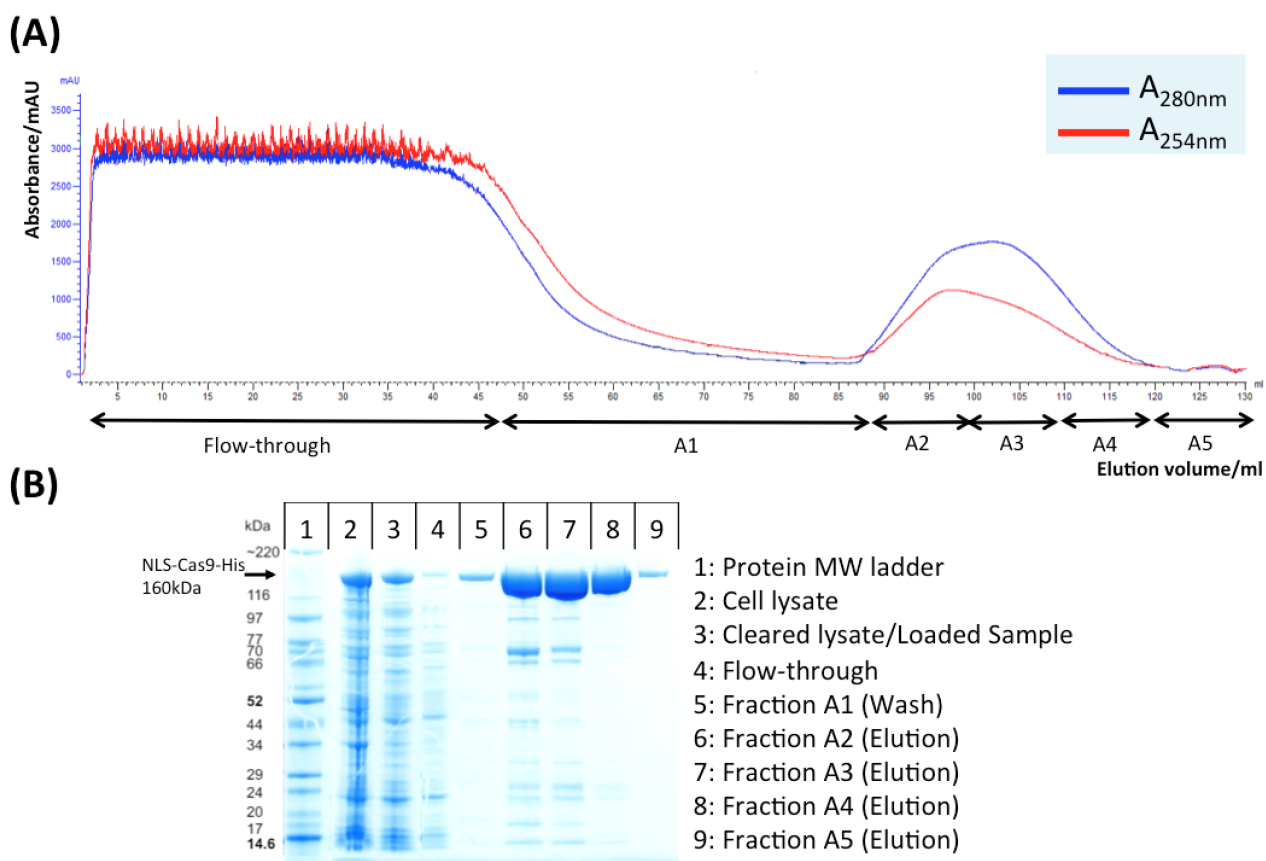 (A)
mAU
Absorbance/mAU
3500
3000
2500
2000
1500
1000
500
0
A280nm
A254nm
5 10 15 20 25 30 35 40 45 50 55 60 65 70 75 80 85 90 95 100 105 110 115 120 125 130 ml
Flow-through A1 A2 A3 A4 A5
Elution volume/ml
(B)
kDa 1 2 3 4 5 6 7 8 9
~220
NLS-Cas9-His
160kDa
116
97
77
70
66
52
44
34
29
24
20
17
14.6
1: Protein MW ladder
2: Cell lysate
3: Cleared lysate/Loaded Sample
4: Flow-through
5: Fraction A1 (Wash)
6: Fraction A2 (Elution)
7: Fraction A3 (Elution)
8: Fraction A4 (Elution)
9: Fraction A5 (Elution)